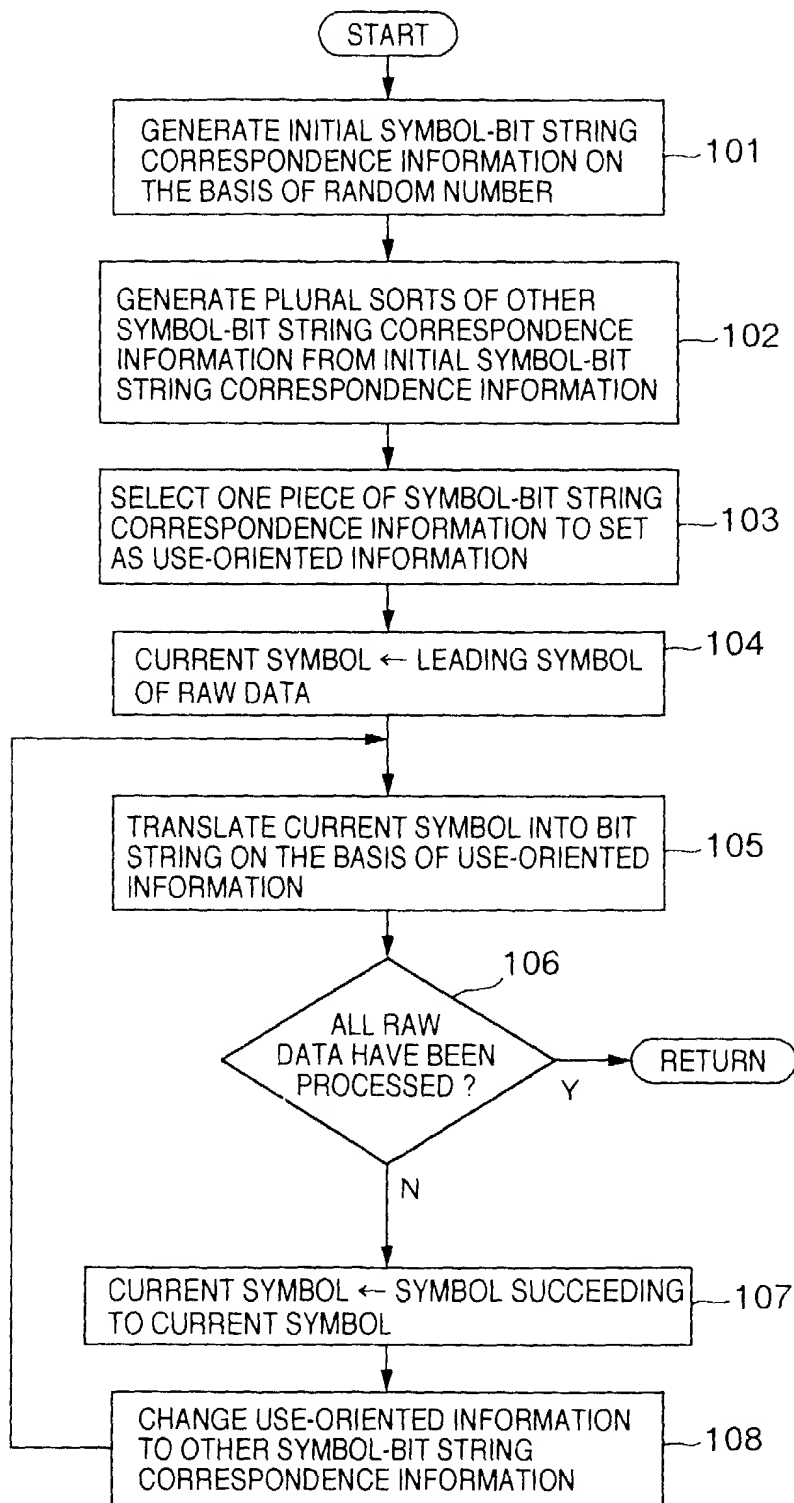 START
GENERATE INITIAL SYMBOL-BIT STRING
CORRESPONDENCE INFORMATION ON
THE BASIS OF RANDOM NUMBER
101
GENERATE PLURAL SORTS OF OTHER
SYMBOL-BIT STRING CORRESPONDENCE
INFORMATION FROM INITIAL SYMBOL-BIT
STRING CORRESPONDENCE INFORMATION
102
SELECT ONE PIECE OF SYMBOL-BIT STRING
CORRESPONDENCE INFORMATION TO SET
AS USE-ORIENTED INFORMATION
103
CURRENT SYMBOL ← LEADING SYMBOL
OF RAW DATA
104
TRANSLATE CURRENT SYMBOL INTO BIT
STRING ON THE BASIS OF USE-ORIENTED
INFORMATION
105
106
ALL RAW
DATA HAVE BEEN
PROCESSED ?
Y
RETURN
N
CURRENT SYMBOL ← SYMBOL SUCCEEDING
TO CURRENT SYMBOL
107
CHANGE USE-ORIENTED INFORMATION
TO OTHER SYMBOL-BIT STRING
CORRESPONDENCE INFORMATION
108